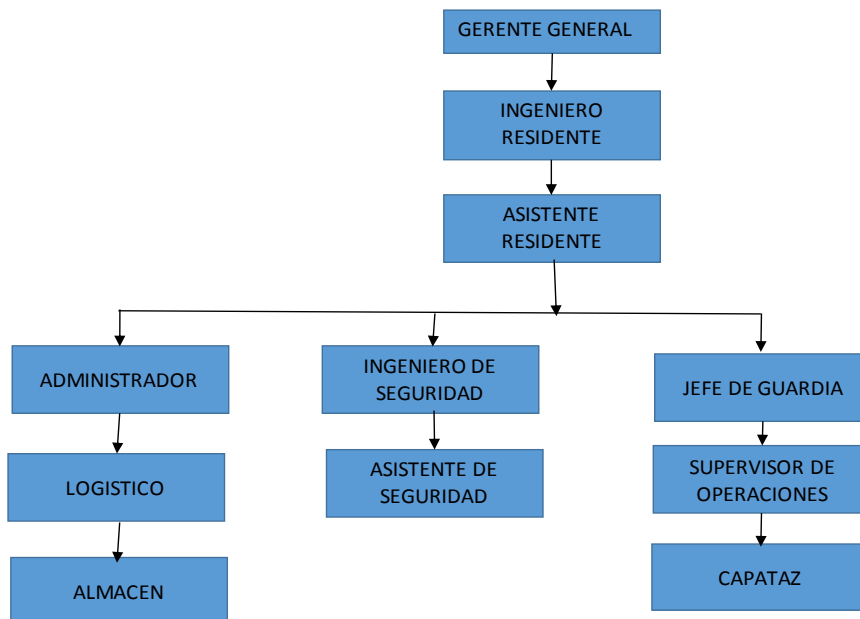 GERENTE GENERAL
INGENIERO
RESIDENTE
ASISTENTE
RESIDENTE
ADMINISTRADOR
INGENIERO DE
SEGURIDAD
JEFE DE GUARDIA
LOGISTICO
ASISTENTE DE
SEGURIDAD
SUPERVISOR DE
OPERACIONES
ALMACEN
CAPATAZ